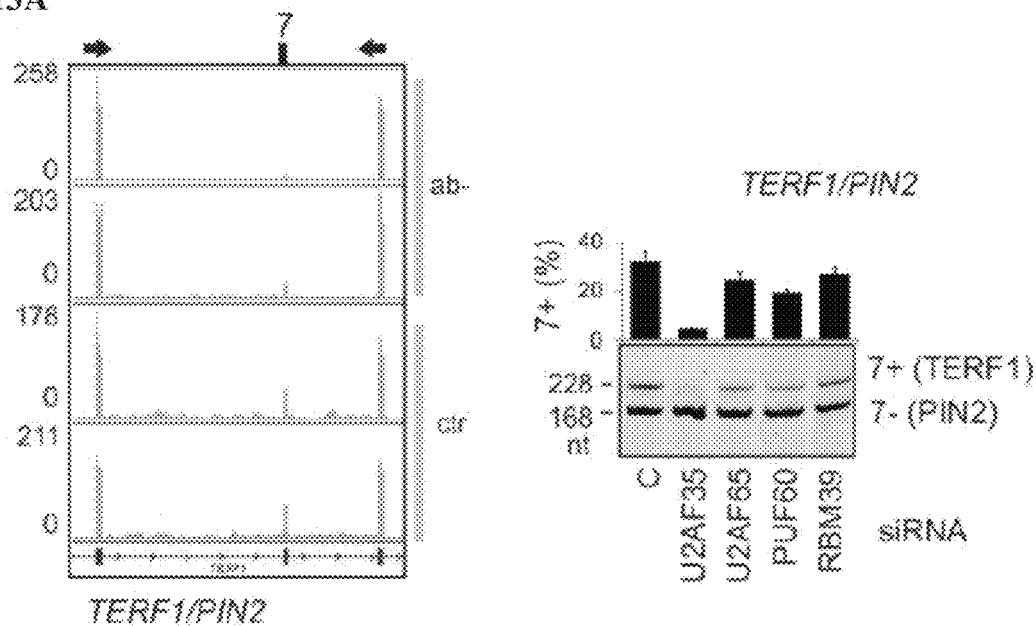 7
258
0
203
0
ab-
178
0
211
0
ctr
TERF1/PIN2
TERF1/PIN2
7+ (%)
40
20
0
228
168
nt
7+ (TERF1)
7- (PIN2)
C
U2AF35
U2AF65
PUF60
RBM39
siRNA